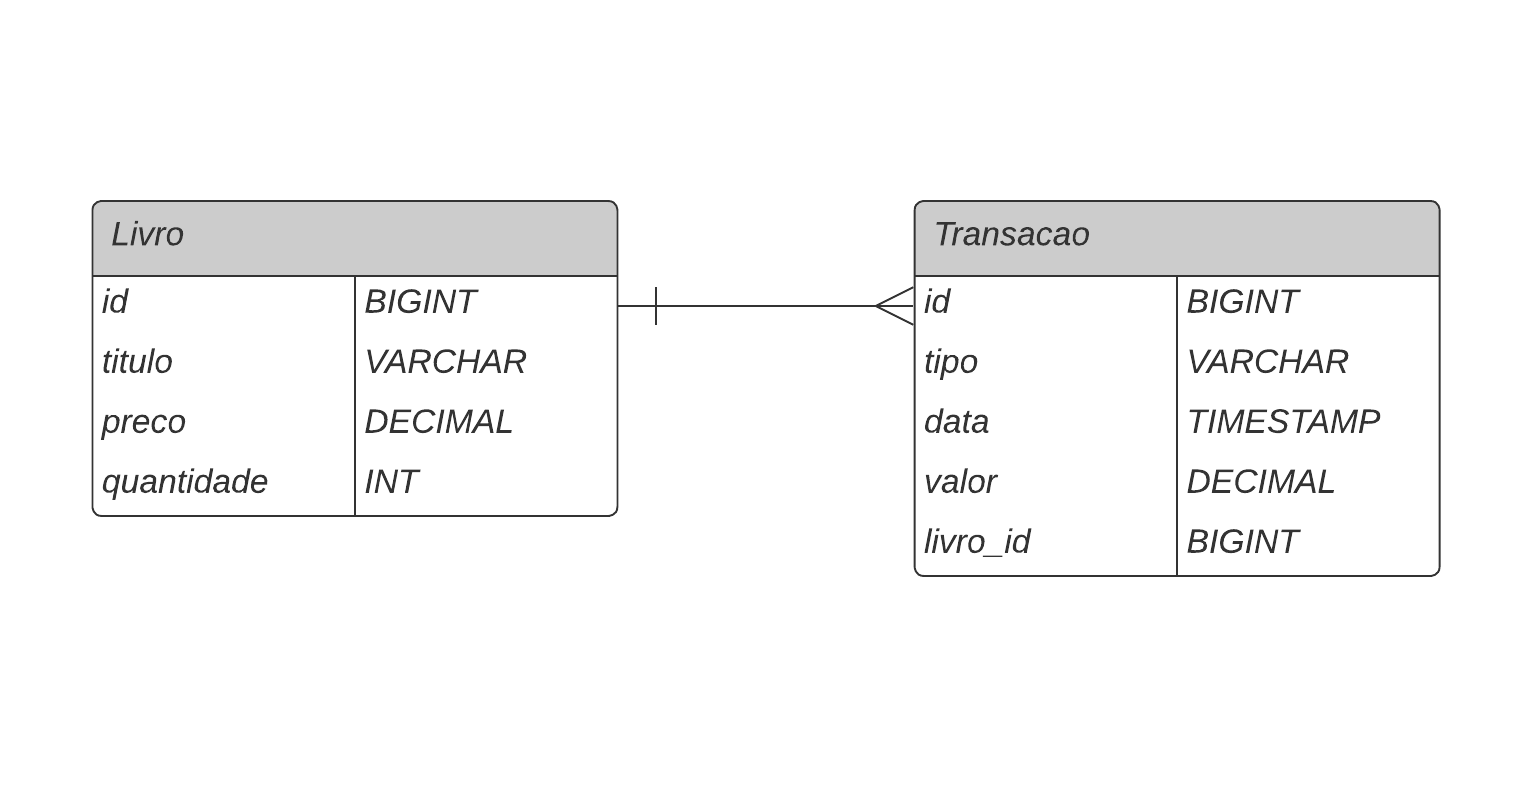 Livro
id BIGINT
titulo VARCHAR
preco DECIMAL
quantidade INT
Transacao
id BIGINT
tipo VARCHAR
data TIMESTAMP
valor DECIMAL
livro_id BIGINT